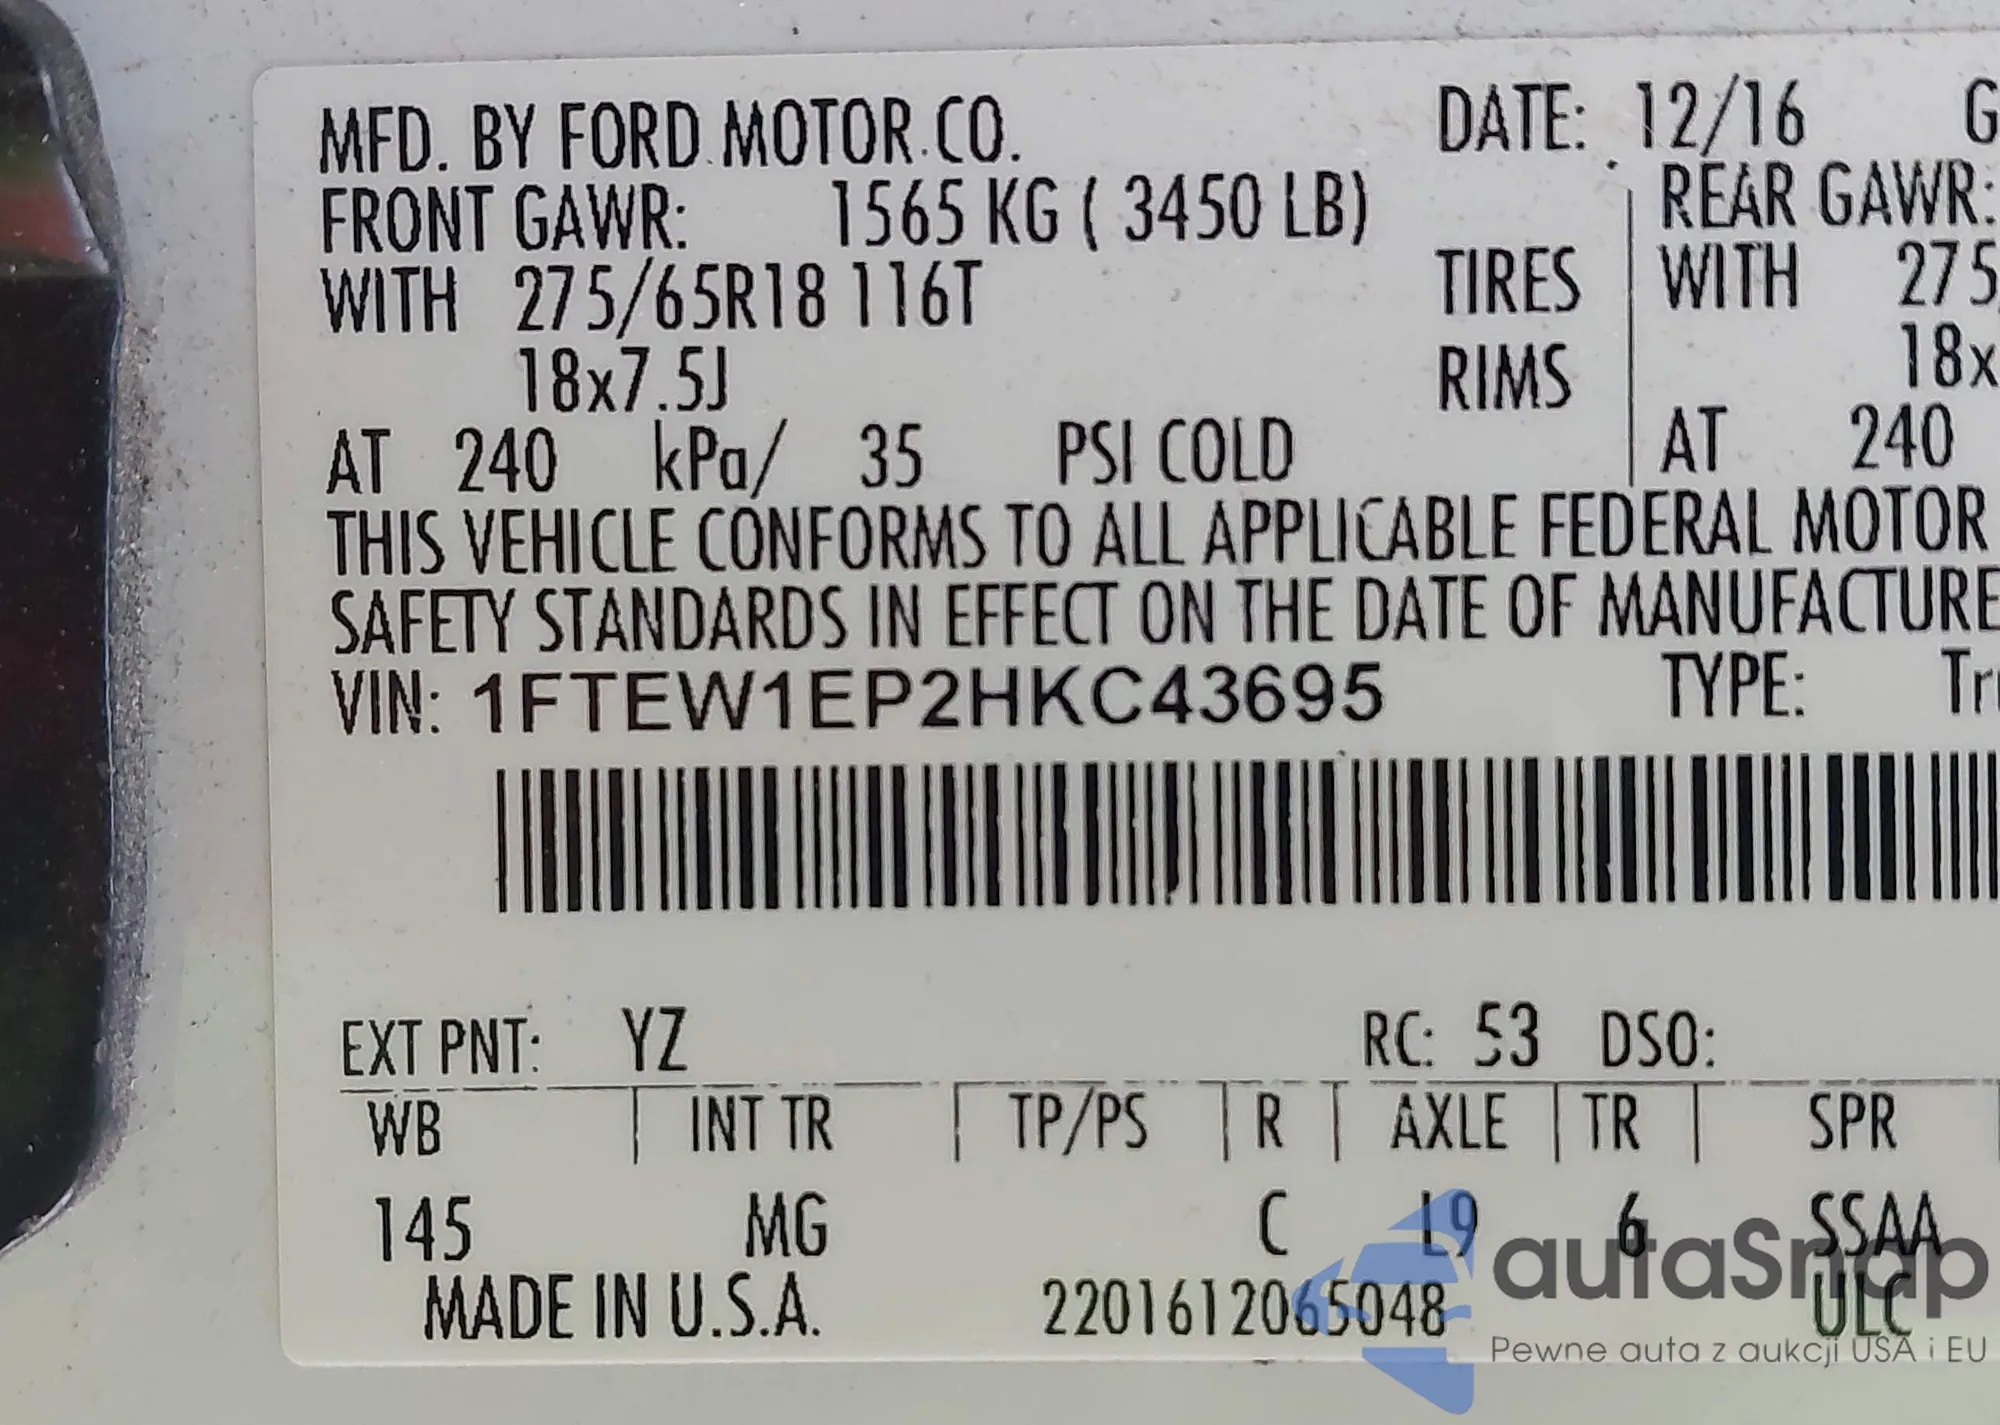 MFD. BY FORD MOTOR CO. DATE: 12/16 G
FRONT GAWR: 1565 KG ( 3450 LB) REAR GAWR:
WITH 275/65R18 116T TIRES WITH 275
18x7.5J RIMS 18x
AT 240 kPa/ 35 PSI COLD AT 240
THIS VEHICLE CONFORMS TO ALL APPLICABLE FEDERAL MOTOR
SAFETY STANDARDS IN EFFECT ON THE DATE OF MANUFACTURE
VIN: 1FTEW1EP2HKC43695 TYPE: Tr
EXT PNT: YZ RC: 53 DSO:
WB INT TR TP/PS R AXLE TR SPR
145 MG C L9 6 SSAA
MADE IN U.S.A. 2201612065048 ULC
autaSnap
Pewne auta z aukcji USA i EU